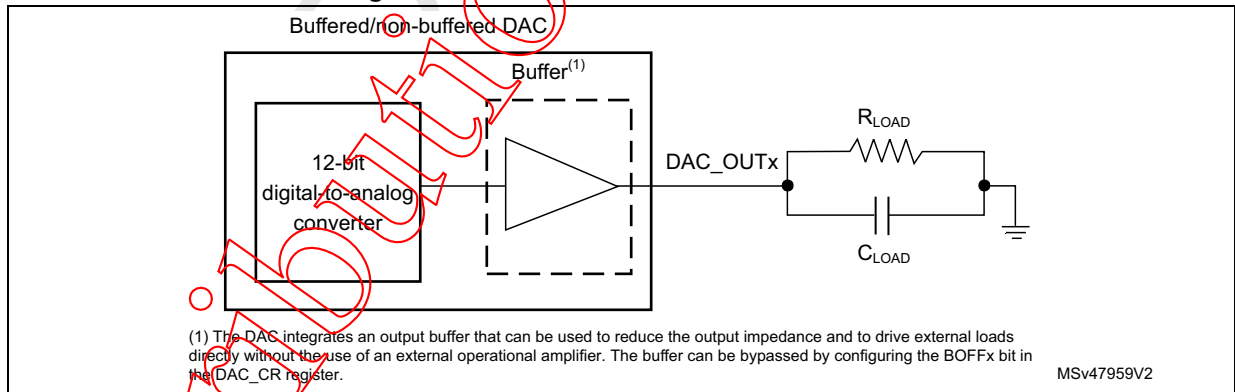 Buffered/non-buffered DAC
Buffer(1)
12-bit
digital-to-analog
converter
DAC_OUTx
RLOAD
CLOAD
(1) The DAC integrates an output buffer that can be used to reduce the output impedance and to drive external loads
directly without the use of an external operational amplifier. The buffer can be bypassed by configuring the BOFFx bit in
the DAC_CR register.
MSv47959V2